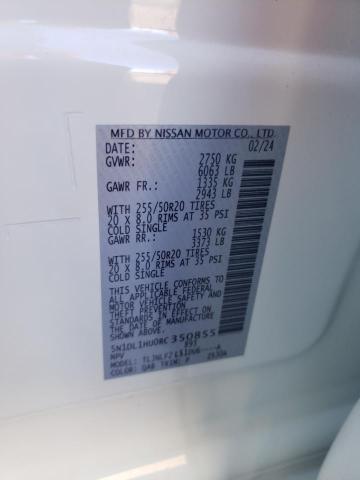 MFD BY NISSAN MOTOR CO., LTD.
DATE: 02/24
GVWR: 2750 KG
6063 LB
GAWR FR.: 1335 KG
2943 LB
WITH 255/50R20 TIRES
20 X 8.0 RIMS AT 35 PSI
COLD SINGLE
GAWR RR.: 1530 KG
3373 LB
WITH 255/50R20 TIRES
20 X 8.0 RIMS AT 35 PSI
COLD SINGLE
THIS VEHICLE CONFORMS TO
ALL APPLICABLE FEDERAL
MOTOR VEHICLE SAFETY
THEFT PREVENTION
STANDARDS IN EFFECT ON
THE DATE OF MANUFACTURE
SHOWN ABOVE
5N1DL1HU0RC350855
MPV
MODEL:
COLOR: QAB TRIM: P